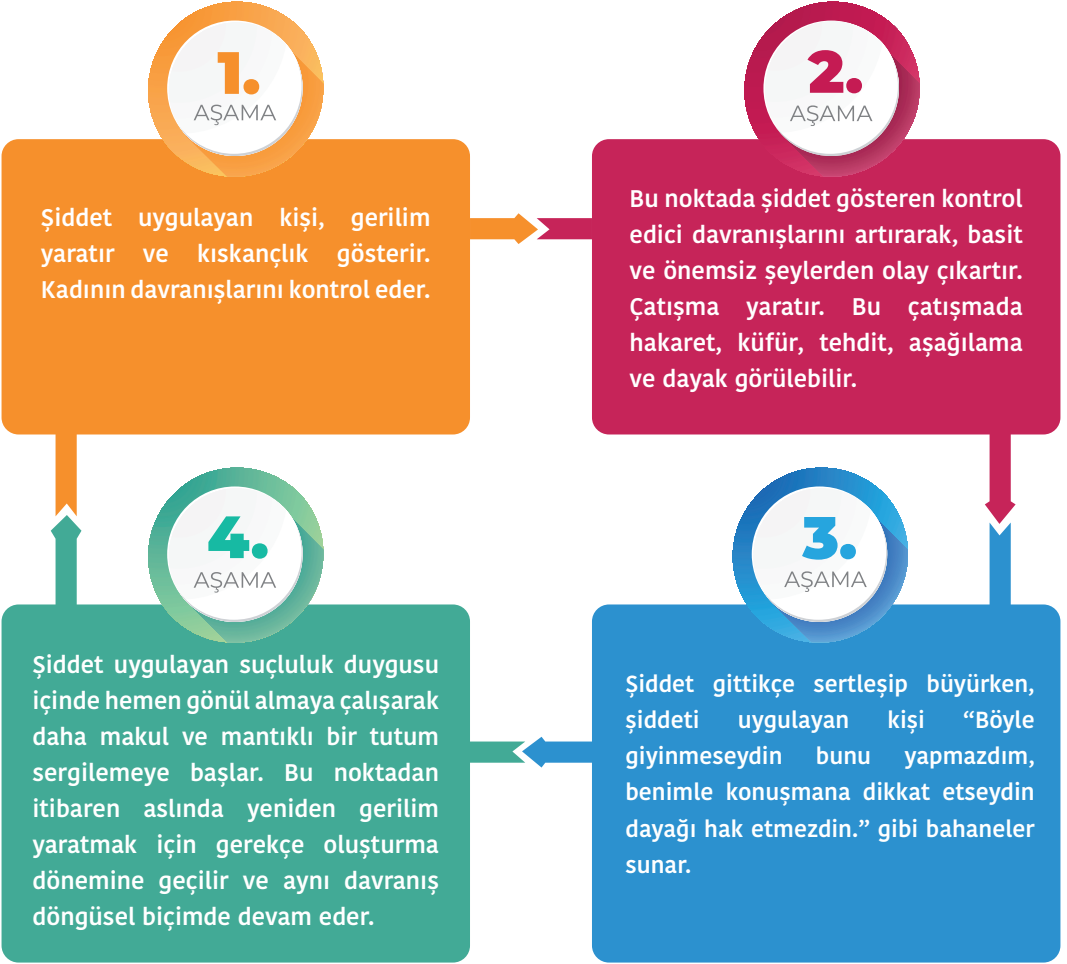 1.
AŞAMA
Şiddet uygulayan kişi, gerilim
yaratır ve kıskançlık gösterir.
Kadının davranışlarını kontrol eder.
2.
AŞAMA
Bu noktada şiddet gösteren kontrol
edici davranışlarını artırarak, basit
ve önemsiz şeylerden olay çıkartır.
Çatışma yaratır. Bu çatışmada
hakaret, küfür, tehdit, aşağılama
ve dayak görülebilir.
3.
AŞAMA
Şiddet gittikçe sertleşip büyürken,
şiddeti uygulayan kişi “Böyle
giyinmeseydin bunu yapmazdım,
benimle konuşmana dikkat etseydin
dayağı hak etmezdin.” gibi bahaneler
sunar.
4.
AŞAMA
Şiddet uygulayan suçluluk duygusu
içinde hemen gönül almaya çalışarak
daha makul ve mantıklı bir tutum
sergilemeye başlar. Bu noktadan
itibaren aslında yeniden gerilim
yaratmak için gerekçe oluşturma
dönemine geçilir ve aynı davranış
döngüsel biçimde devam eder.